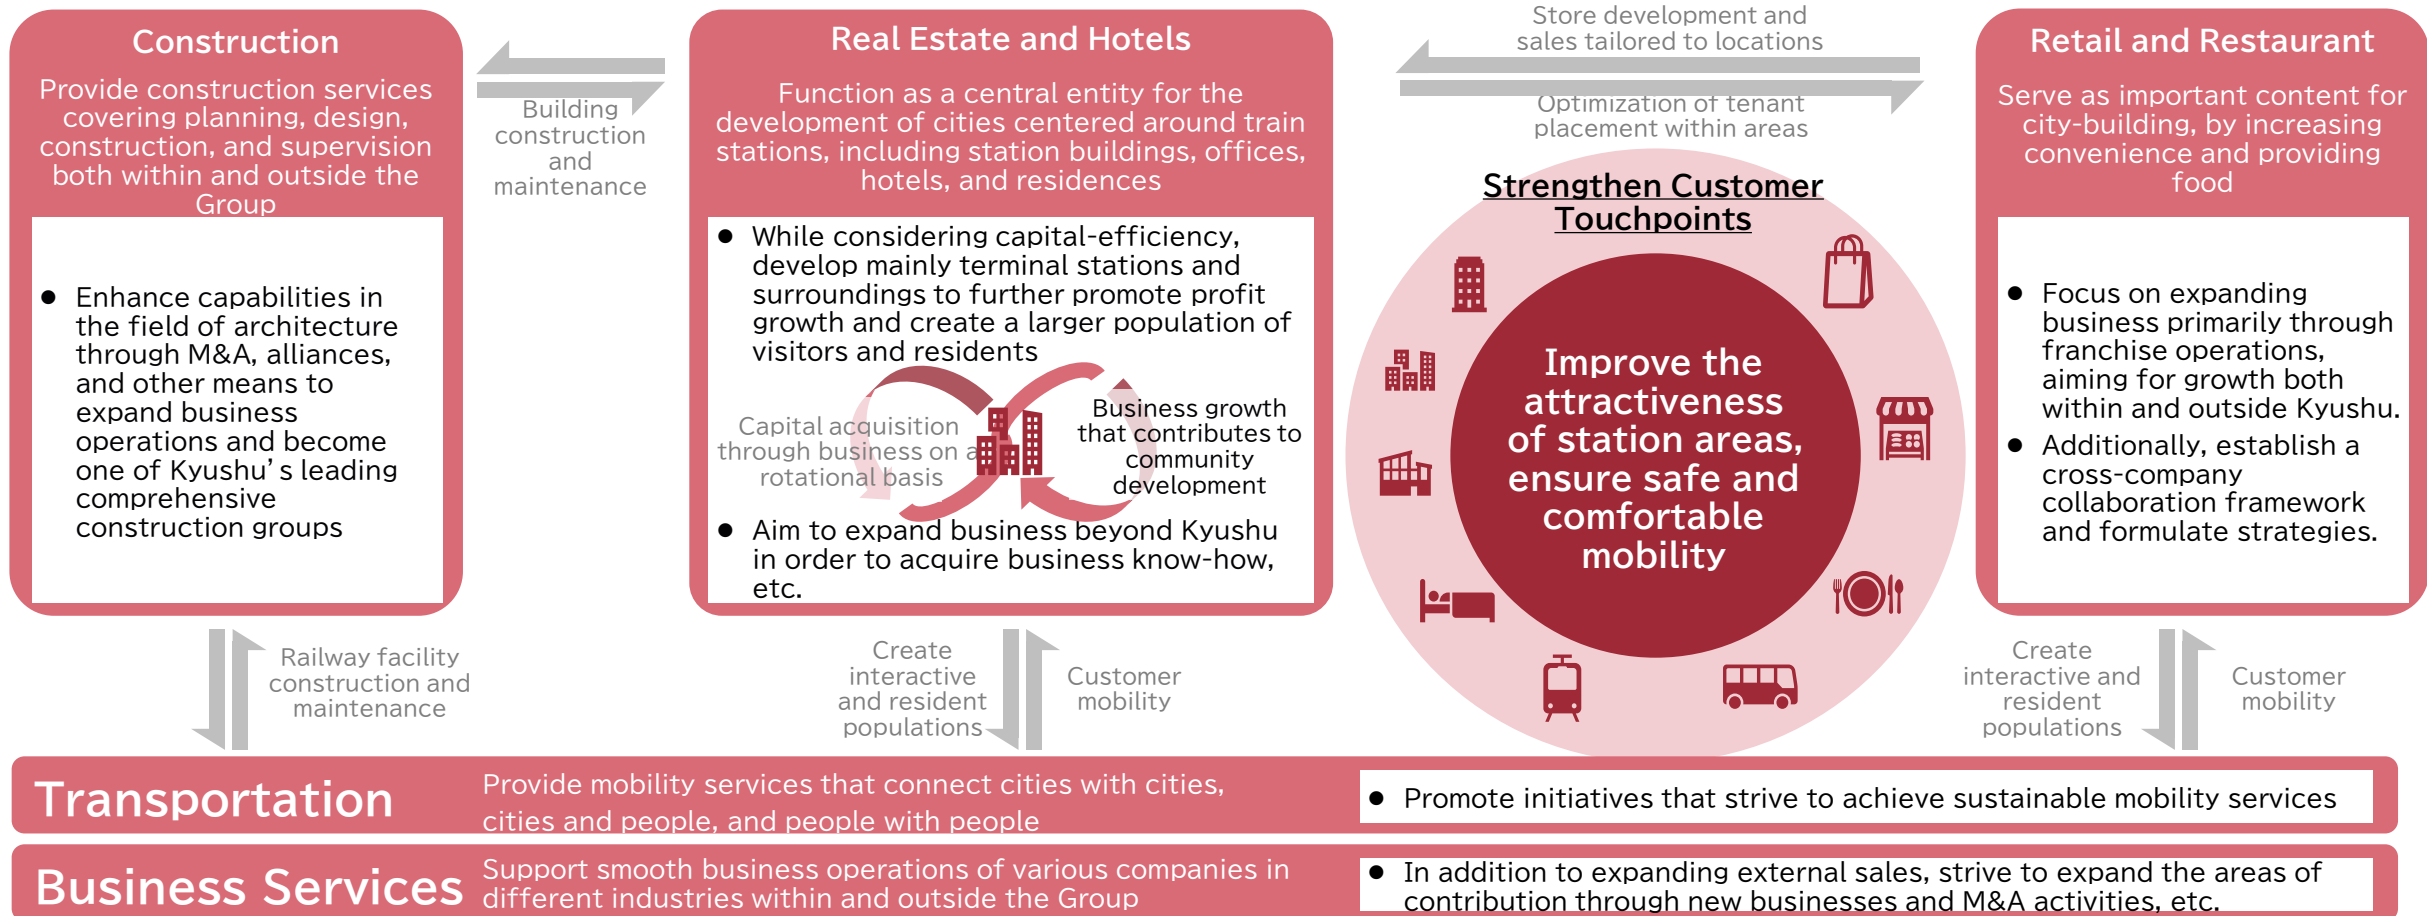 Construction
Provide construction services
covering planning, design,
construction, and supervision
both within and outside the
Group
● Enhance capabilities in
the field of architecture
through M&A, alliances,
and other means to
expand business
operations and become
one of Kyushu’s leading
comprehensive
construction groups
Building
construction
and
maintenance
Real Estate and Hotels
Function as a central entity for the
development of cities centered around train
stations, including station buildings, offices,
hotels, and residences
● While considering capital-efficiency,
develop mainly terminal stations and
surroundings to further promote profit
growth and create a larger population of
visitors and residents
Capital acquisition
through business on a
rotational basis
Business growth
that contributes to
community
development
● Aim to expand business beyond Kyushu
in order to acquire business know-how,
etc.
Store development and
sales tailored to locations
Optimization of tenant
placement within areas
Strengthen Customer
Touchpoints
Improve the
attractiveness
of station areas,
ensure safe and
comfortable
mobility
Retail and Restaurant
Serve as important content for
city-building, by increasing
convenience and providing
food
● Focus on expanding
business primarily through
franchise operations,
aiming for growth both
within and outside Kyushu.
● Additionally, establish a
cross-company
collaboration framework
and formulate strategies.
Railway facility
construction and
maintenance
Create
interactive
and resident
populations
Customer
mobility
Create
interactive and
resident
populations
Customer
mobility
Transportation
Provide mobility services that connect cities with cities,
cities and people, and people with people
● Promote initiatives that strive to achieve sustainable mobility services
Business Services
Support smooth business operations of various companies in
different industries within and outside the Group
● In addition to expanding external sales, strive to expand the areas of
contribution through new businesses and M&A activities, etc.